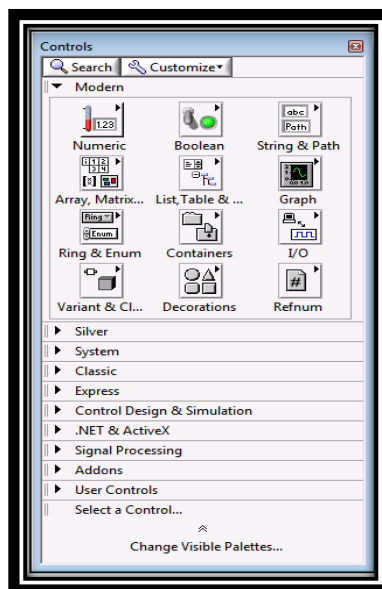 Controls
Search Customize
Modern
1.23 abc
Path
Numeric Boolean String & Path
Array, Matrix... List, Table & ... Graph
Ring
Enum
Ring & Enum Containers I/O
#
Variant & Cl... Decorations Refnum
Silver
System
Classic
Express
Control Design & Simulation
.NET & ActiveX
Signal Processing
Addons
User Controls
Select a Control...
Change Visible Palettes...